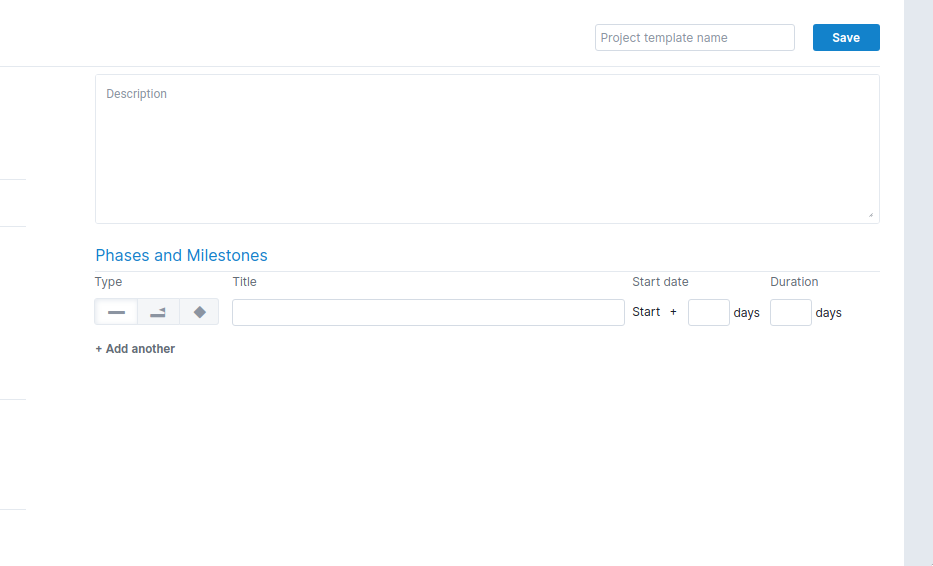 Project template name Save
Description
Phases and Milestones
Type Title Start date Duration
Start + days days
+ Add another